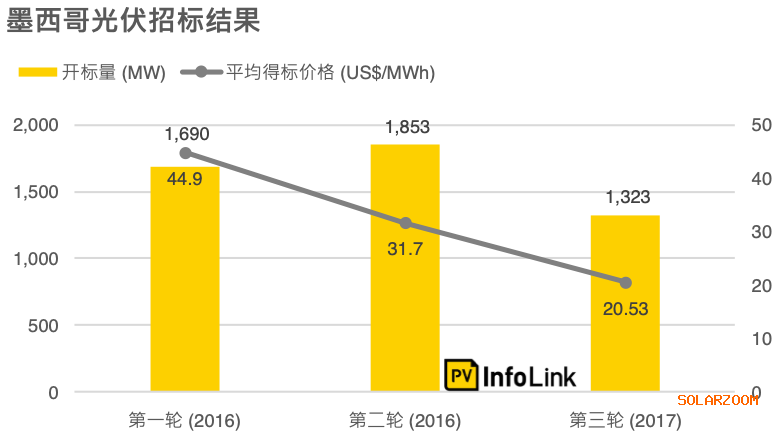 墨西哥光伏招标结果
开标量 (MW) 平均得标价格 (US$/MWh)
2,000 1,690 1,853 50
44.9 40
1,500 1,323
31.7 30
1,000
20.53 20
500
10
PV InfoLink
0 0
SOLARZOOM
第一轮 (2016) 第二轮 (2016) 第三轮 (2017)